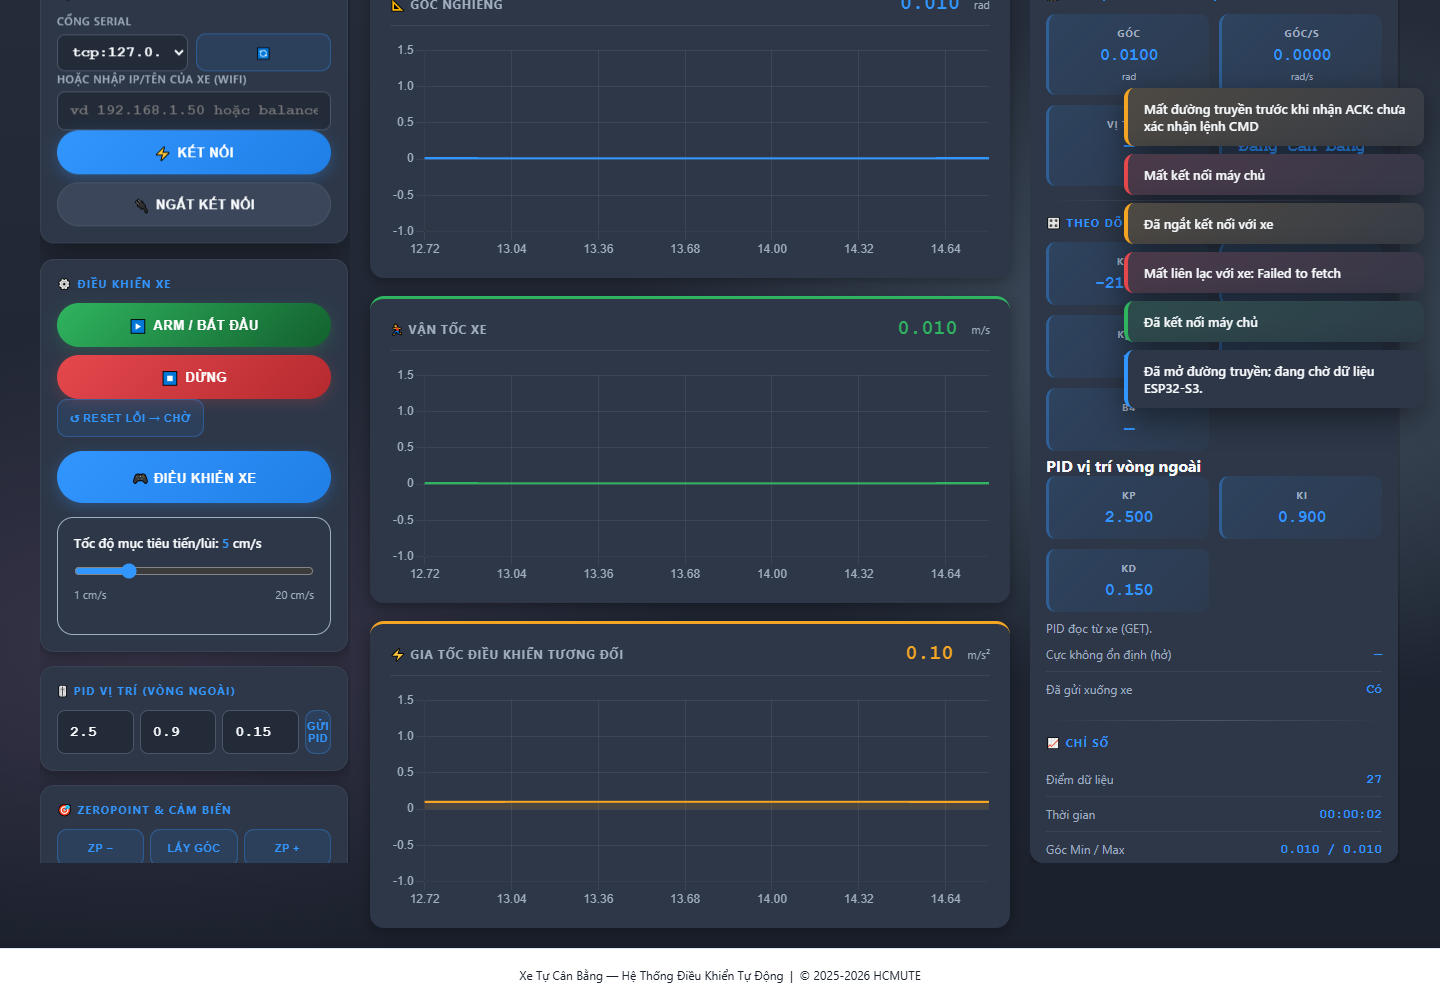 CỔNG SERIAL
tcp:127.0.
HOẶC NHẬP IP/TÊN CỦA XE (WIFI)
vd 192.168.1.50 hoặc balance
⚡ KẾT NỐI
NGẮT KẾT NỐI
ĐIỀU KHIỂN XE
ARM / BẮT ĐẦU
DỪNG
↺ RESET LỖI → CHỜ
ĐIỀU KHIỂN XE
Tốc độ mục tiêu tiến/lùi: 5 cm/s
1 cm/s 20 cm/s
PID VỊ TRÍ (VÒNG NGOÀI)
2.5 0.9 0.15 GỬI PID
ZEROPOINT & CẢM BIẾN
ZP − LẤY GÓC ZP +
GÓC NGHIÊNG 0.010 rad
1.5
1.0
0.5
0
-0.5
-1.0
12.72 13.04 13.36 13.68 14.00 14.32 14.64
VẬN TỐC XE 0.010 m/s
1.5
1.0
0.5
0
-0.5
-1.0
12.72 13.04 13.36 13.68 14.00 14.32 14.64
GIA TỐC ĐIỀU KHIỂN TƯƠNG ĐỐI 0.10 m/s²
1.5
1.0
0.5
0
-0.5
-1.0
12.72 13.04 13.36 13.68 14.00 14.32 14.64
GÓC GÓC/S
0.0100 0.0000
rad rad/s
VỊ
Đang cân bằng
Mất đường truyền trước khi nhận ACK: chưa
xác nhận lệnh CMD
Mất kết nối máy chủ
Đã ngắt kết nối với xe
Mất liên lạc với xe: Failed to fetch
Đã kết nối máy chủ
Đã mở đường truyền; đang chờ dữ liệu
ESP32-S3.
THEO DÕ
-21
B4
—
PID vị trí vòng ngoài
KP KI
2.500 0.900
KD
0.150
PID đọc từ xe (GET).
Cực không ổn định (hở) —
Đã gửi xuống xe Có
CHỈ SỐ
Điểm dữ liệu 27
Thời gian 00:00:02
Góc Min / Max 0.010 / 0.010
Xe Tự Cân Bằng — Hệ Thống Điều Khiển Tự Động | © 2025-2026 HCMUTE